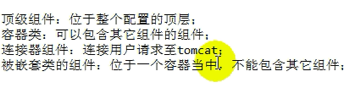 顶级组件：位于整个配置的顶层；
容器类：可以包含其它组件的组件；
连接器组件：连接用户请求至tomcat；
被嵌套类的组件：位于一个容器当中，不能包含其它组件；